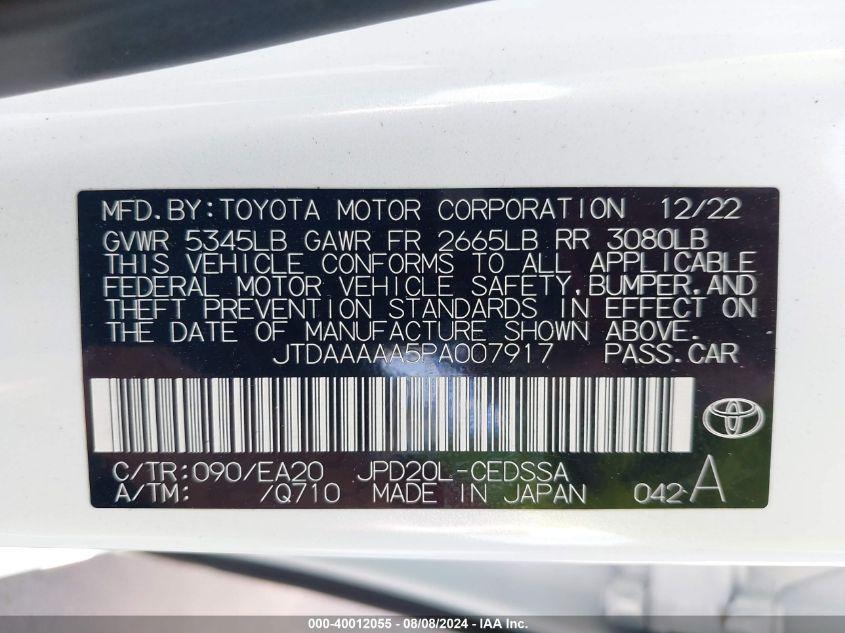 MFD.BY:TOYOTA MOTOR CORPORATION 12/22
GVWR 5345LB GAWR FR 2665LB RR 3080LB
THIS VEHICLE CONFORMS TO ALL APPLICABLE
FEDERAL MOTOR VEHICLE SAFETY,BUMPER,AND
THEFT PREVENTION STANDARDS IN EFFECT ON
THE DATE OF MANUFACTURE SHOWN ABOVE.
JTDAAAAA5PA007917 PASS.CAR
C/TR:090/EA20 JPD20L-CEDSSA
A/TM: /Q710 MADE IN JAPAN 042-A
000-40012055 - 08/08/2024 - IAA Inc.